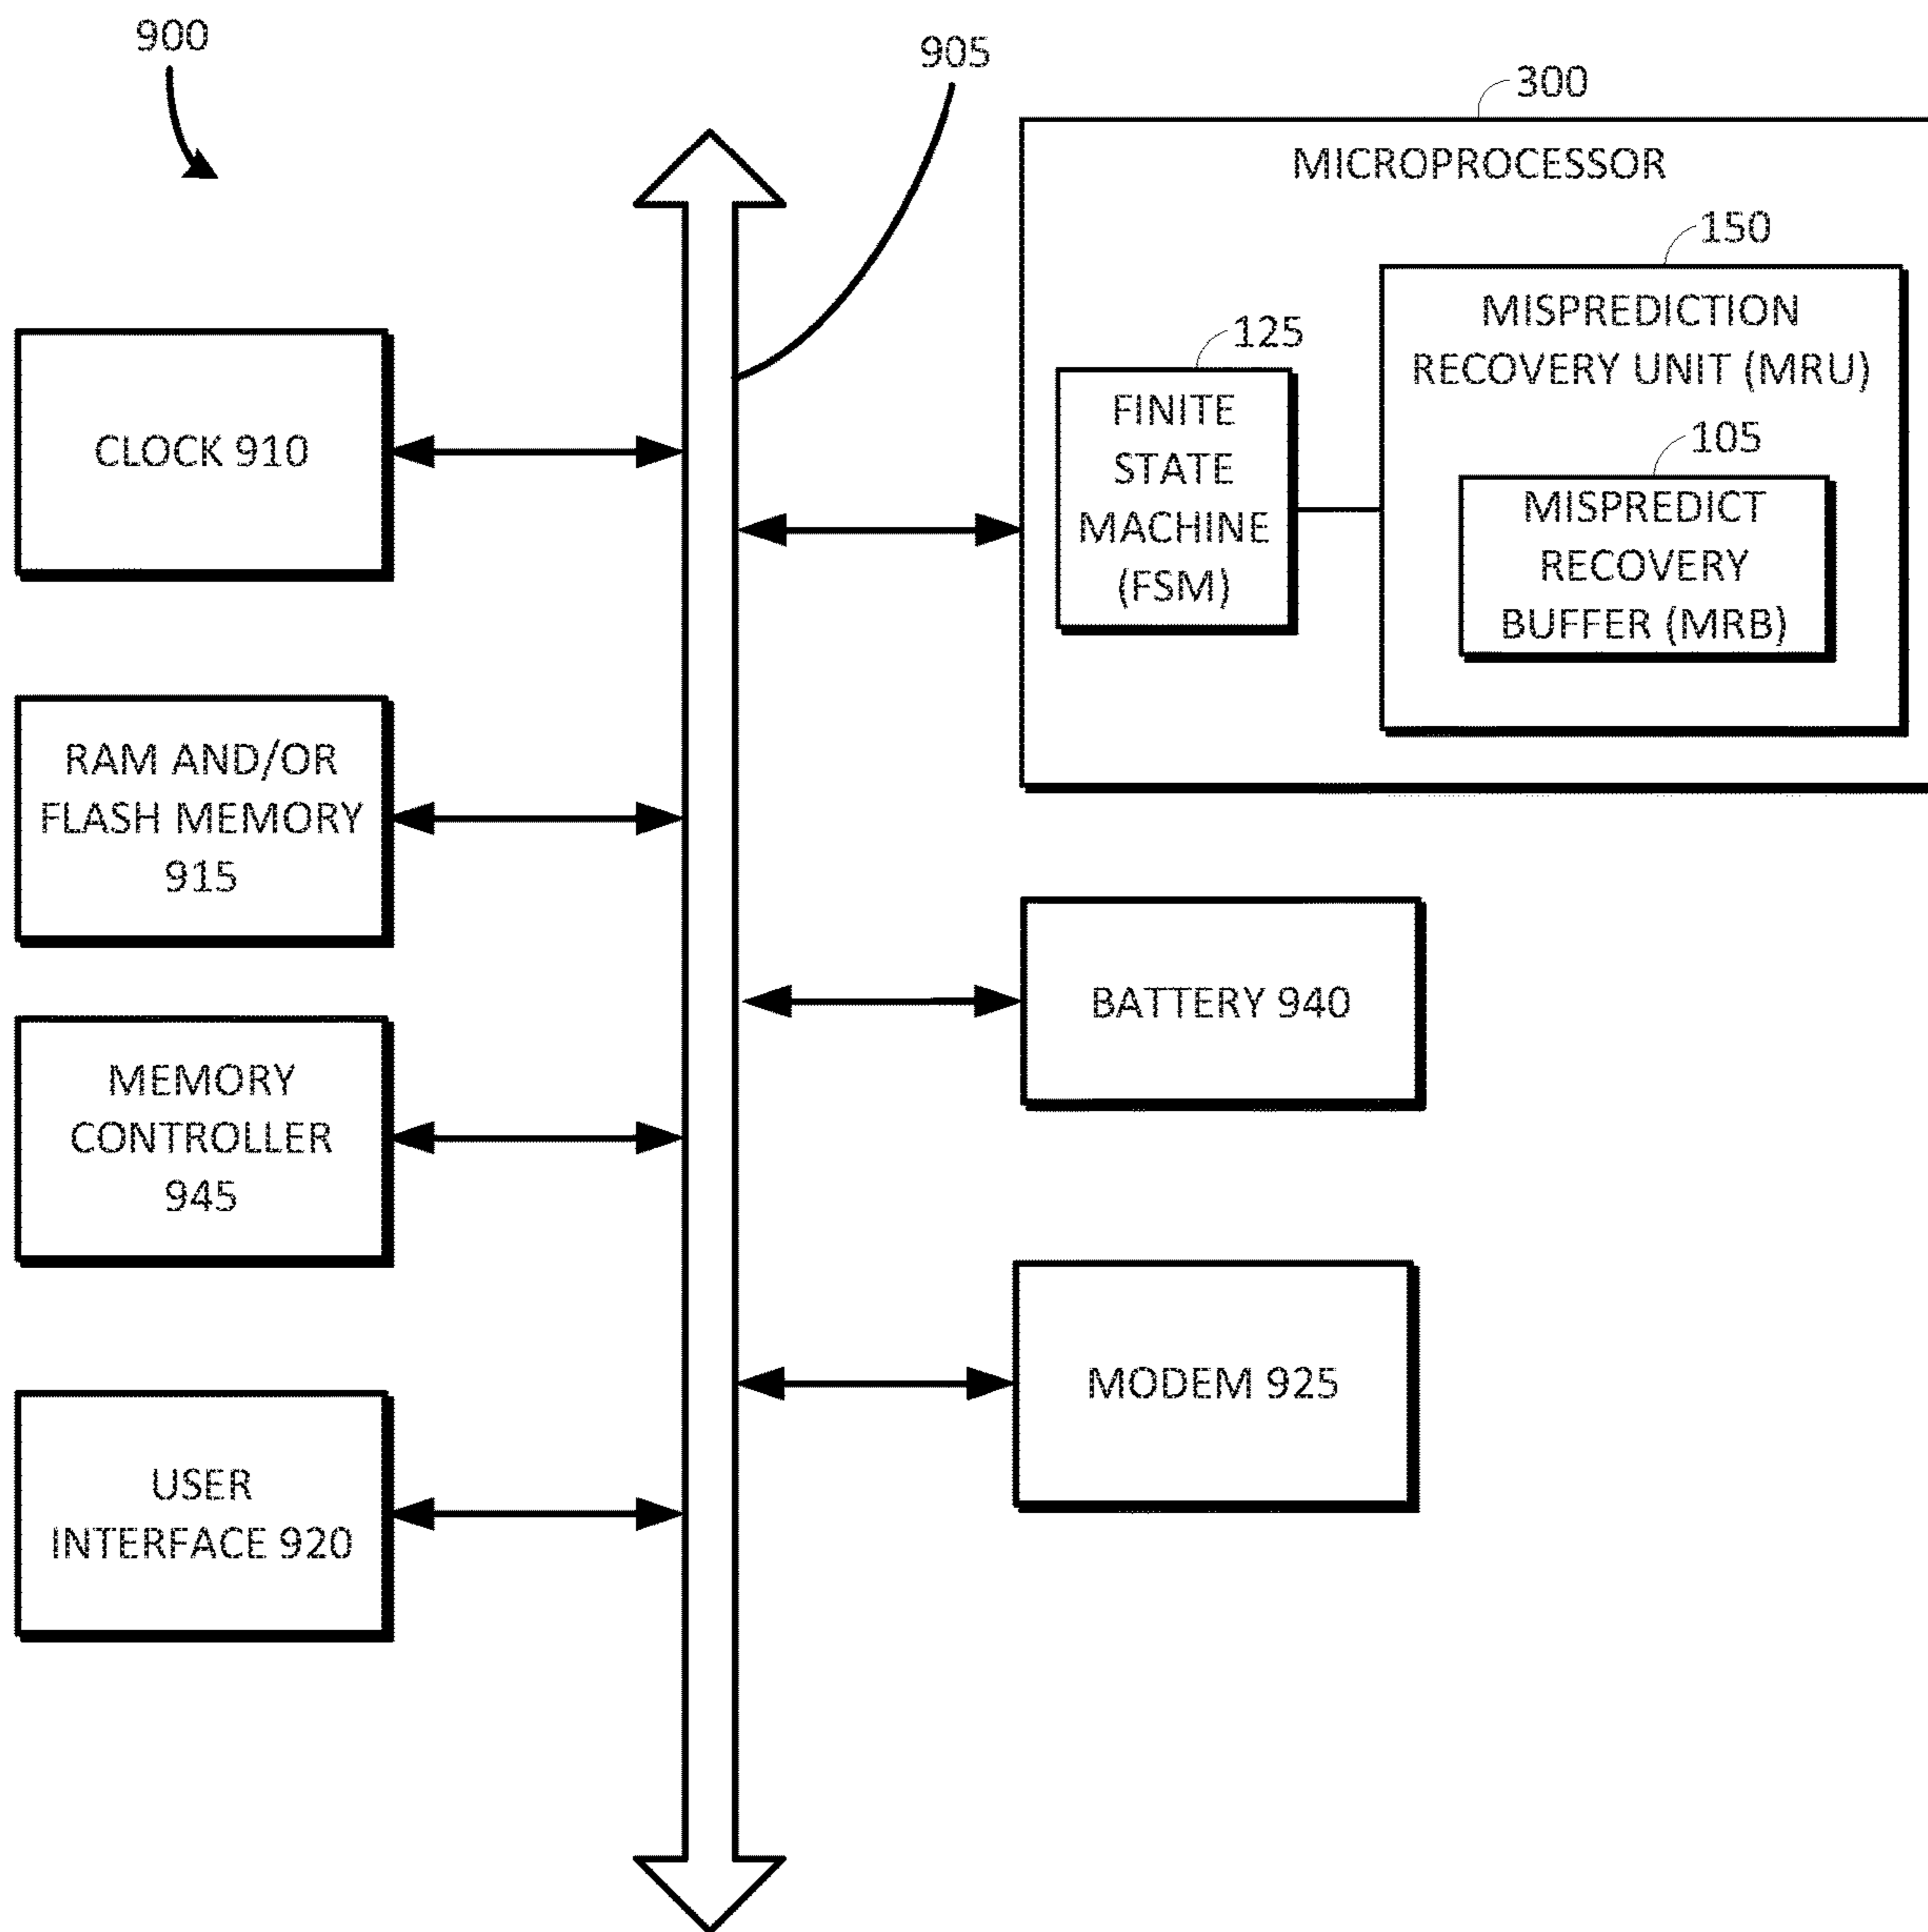 900
905
300
MICROPROCESSOR
150
MISPREDICTION
RECOVERY UNIT (MRU)
125
FINITE
STATE
MACHINE
(FSM)
105
MISPREDICT
RECOVERY
BUFFER (MRB)
CLOCK 910
RAM AND/OR
FLASH MEMORY
915
BATTERY 940
MEMORY
CONTROLLER
945
MODEM 925
USER
INTERFACE 920